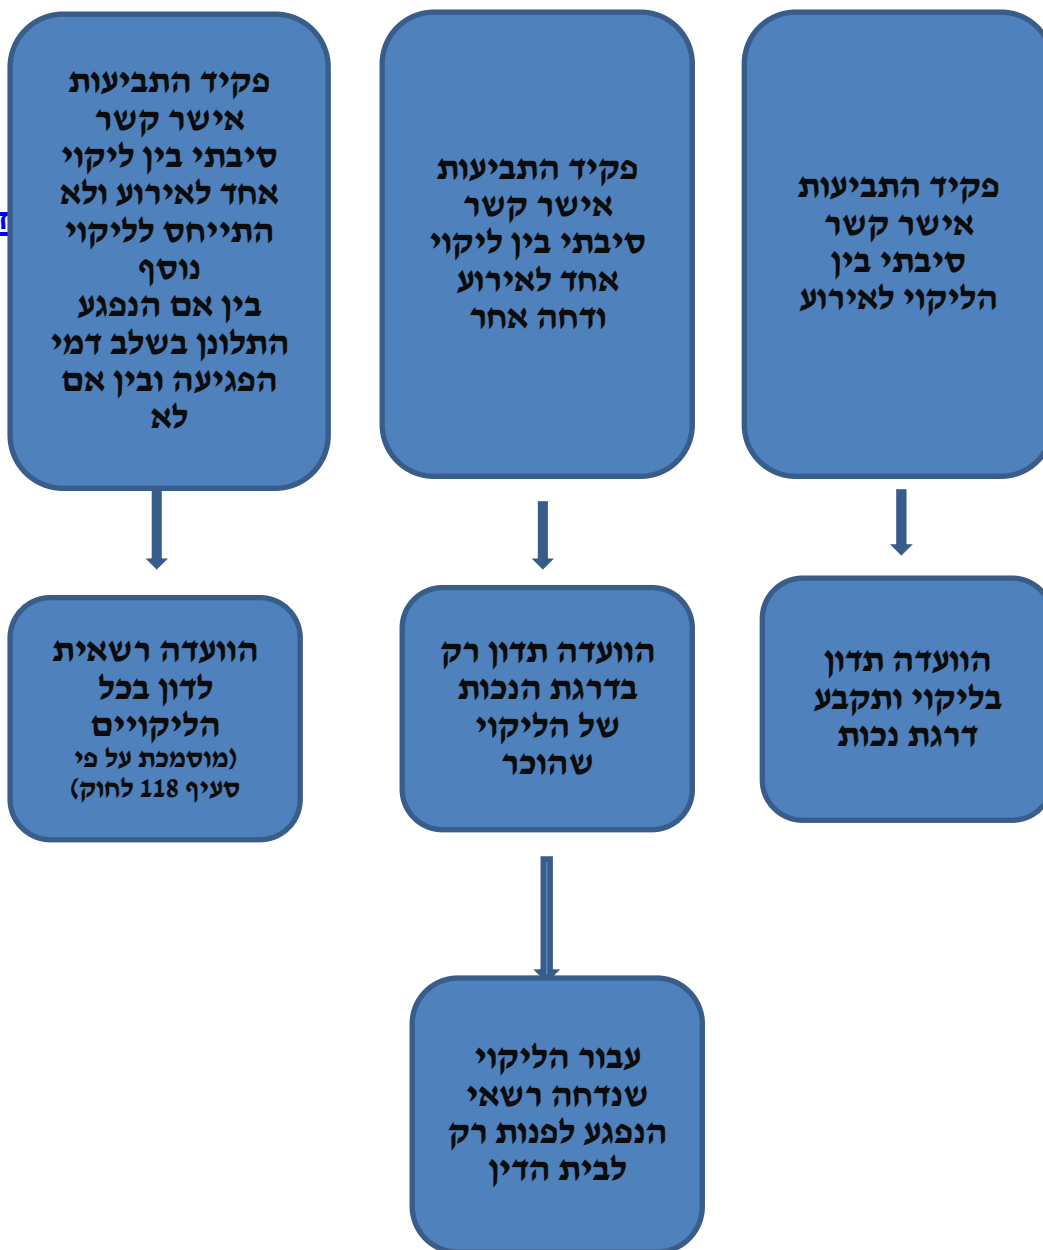 פקיד התביעות
אישר קשר
סיבתי בין
הליקוי לאירוע
הוועדה תדון
בליקוי ותקבע
דרגת נכות
פקיד התביעות
אישר קשר
סיבתי בין ליקוי
אחד לאירוע
ודחה אחר
הוועדה תדון רק
בדרגת הנכות
של הליקוי
שהוכר
עבור הליקוי
שנדחה רשאי
הנפגע לפנות רק
לבית הדין
פקיד התביעות
אישר קשר
סיבתי בין ליקוי
אחד לאירוע ולא
התייחס לליקוי
נוסף
בין אם הנפגע
התלונן בשלב דמי
הפגיעה ובין אם
לא
הוועדה רשאית
לדון בכל
הליקויים
(מוסמכת על פי
סעיף 118 לחוק)